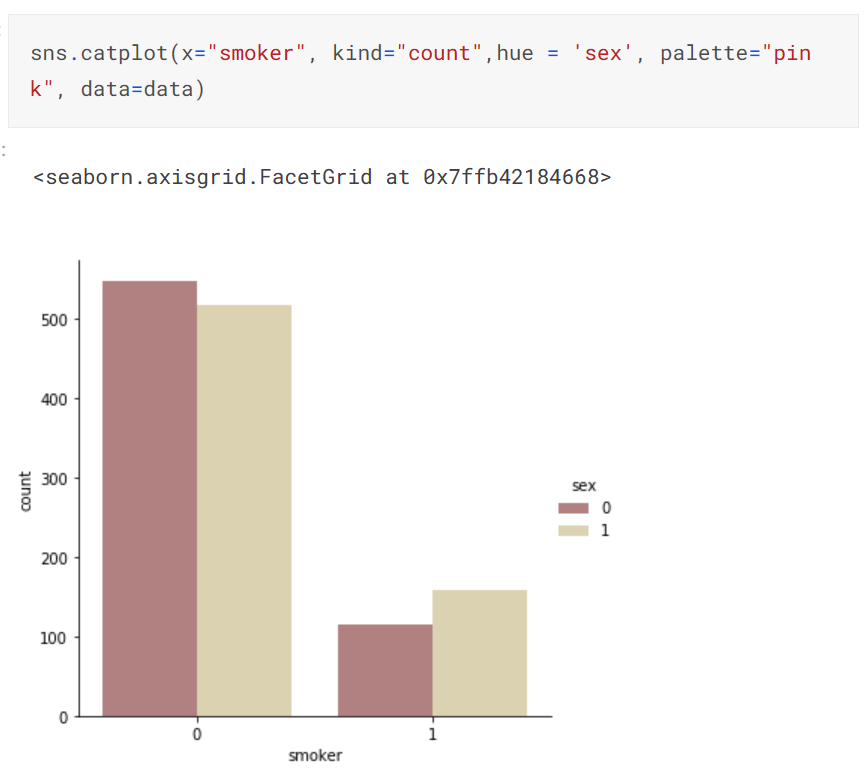 :
sns.catplot(x="smoker", kind="count",hue = 'sex', palette="pin
k", data=data)
:
<seaborn.axisgrid.FacetGrid at 0x7ffb42184668>
500
400
300
200
100
0
count
0 1
smoker
sex
0
1